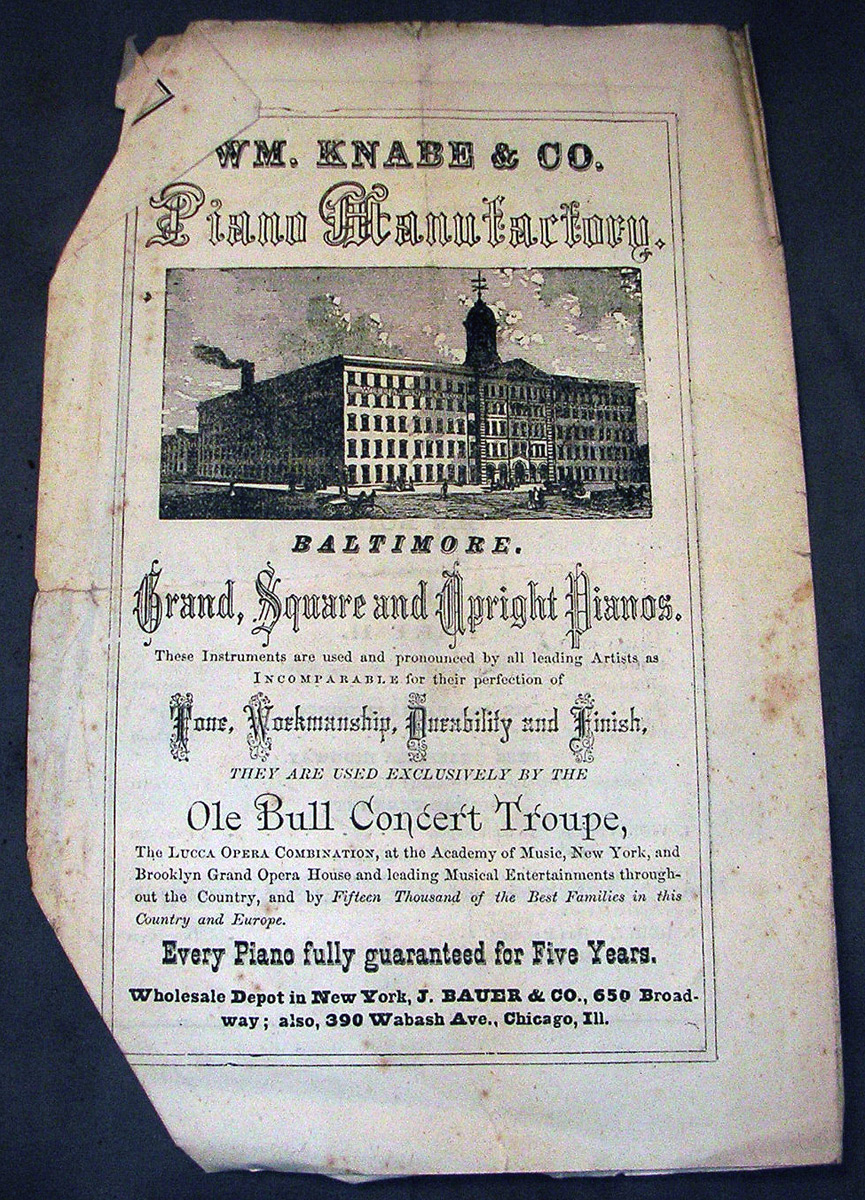 WM. KNABE & CO.
Piano Manufactory.
BALTIMORE.
Grand, Square and Upright Pianos.
These Instruments are used and pronounced by all leading Artists as
INCOMPARABLE for their perfection of
Tone, Workmanship, Durability and Finish,
THEY ARE USED EXCLUSIVELY BY THE
Ole Bull Concert Troupe,
The LUCCA OPERA COMBINATION, at the Academy of Music, New York, and
Brooklyn Grand Opera House and leading Musical Entertainments through-
out the Country, and by Fifteen Thousand of the Best Families in this
Country and Europe.
Every Piano fully guaranteed for Five Years.
Wholesale Depot in New York, J. BAUER & CO., 650 Broad-
way; also, 390 Wabash Ave., Chicago, Ill.